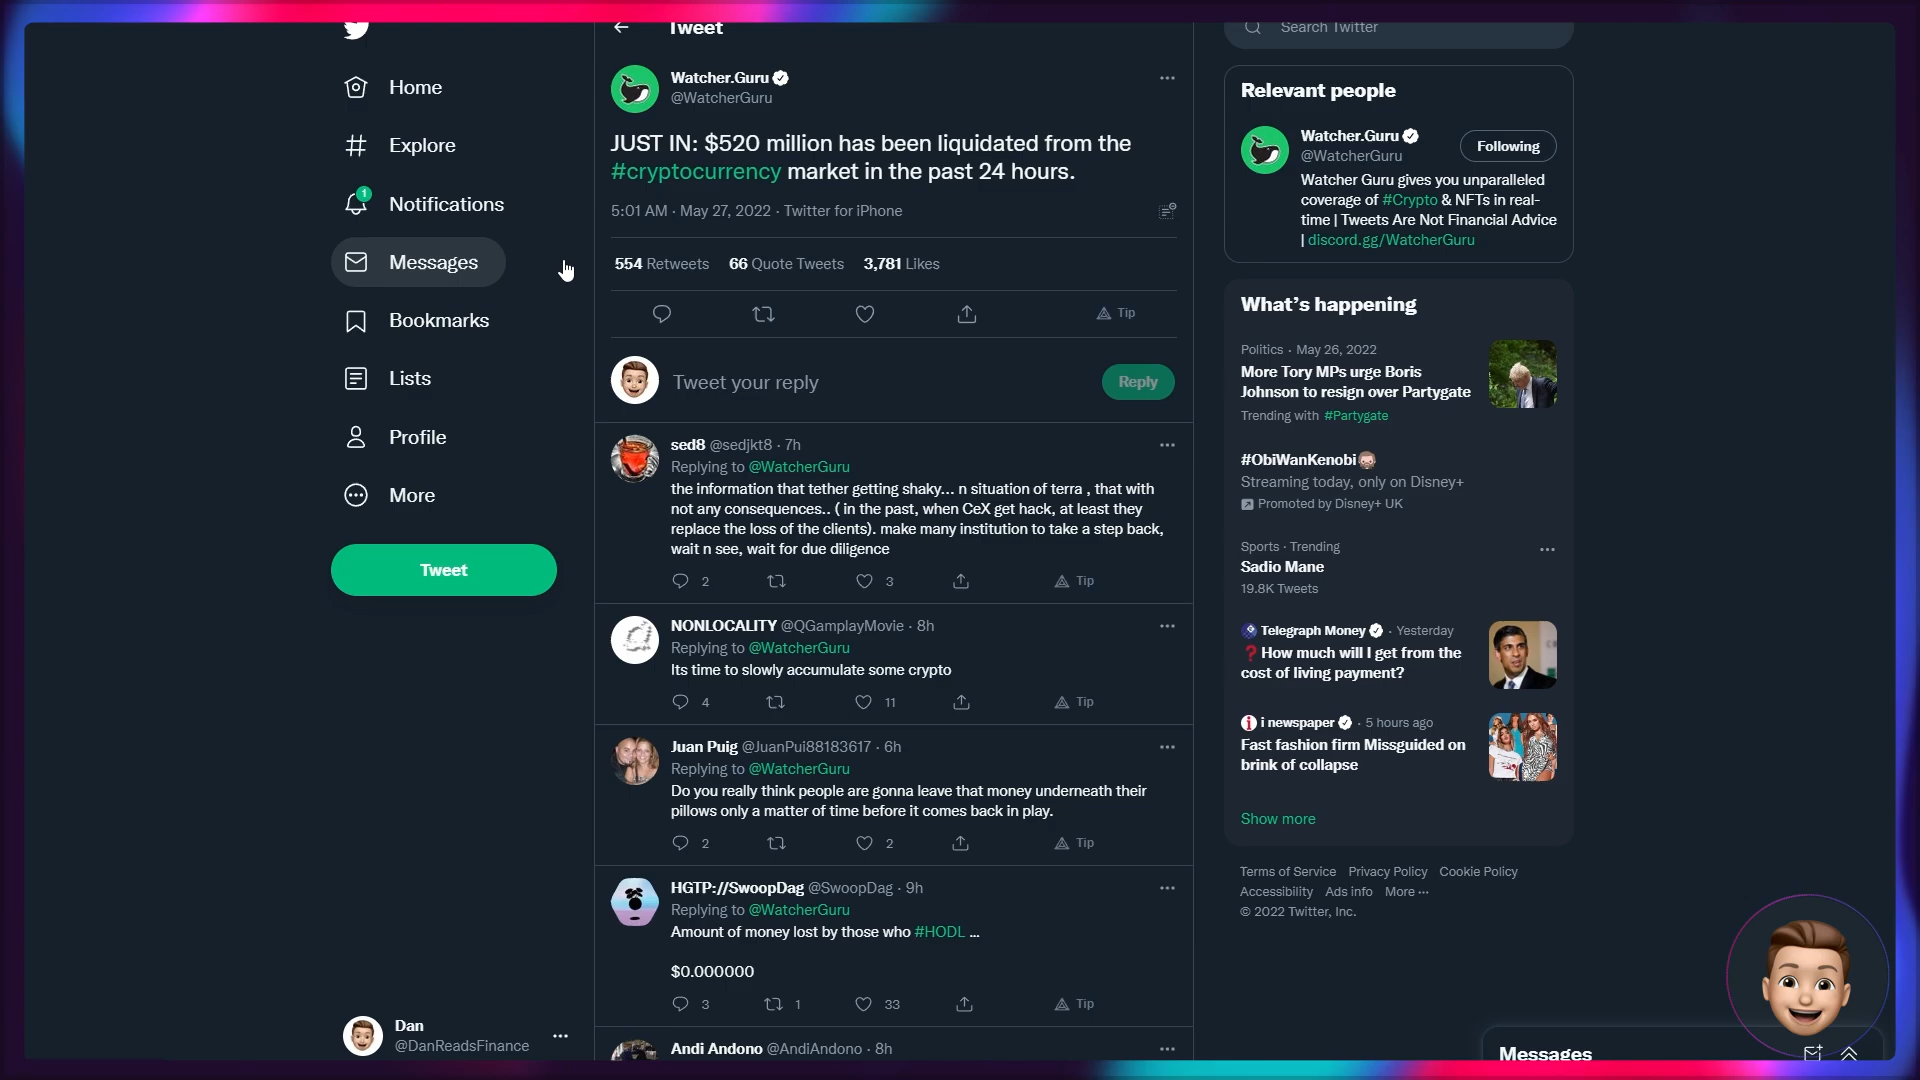 Home
Explore
1
Notifications
Messages
Bookmarks
Lists
Profile
More
Tweet
Dan
@DanReadsFinance
Tweet
Watcher.Guru
@WatcherGuru
JUST IN: $520 million has been liquidated from the
#cryptocurrency market in the past 24 hours.
5:01 AM · May 27, 2022 · Twitter for iPhone
554 Retweets 66 Quote Tweets 3,781 Likes
Tip
Tweet your reply
Reply
sed8 @sedjkt8 · 7h
Replying to @WatcherGuru
the information that tether getting shaky... n situation of terra , that with
not any consequences.. ( in the past, when CeX get hack, at least they
replace the loss of the clients). make many institution to take a step back,
wait n see, wait for due diligence
2 3 Tip
NONLOCALITY @QGamplayMovie · 8h
Replying to @WatcherGuru
Its time to slowly accumulate some crypto
4 11 Tip
Juan Puig @JuanPui88183617 · 6h
Replying to @WatcherGuru
Do you really think people are gonna leave that money underneath their
pillows only a matter of time before it comes back in play.
2 2 Tip
HGTP://SwoopDag @SwoopDag · 9h
Replying to @WatcherGuru
Amount of money lost by those who #HODL ...
$0.000000
3 1 33 Tip
Andi Andono @AndiAndono · 8h
Search Twitter
Relevant people
Watcher.Guru
@WatcherGuru
Following
Watcher Guru gives you unparalleled
coverage of #Crypto & NFTs in real-
time | Tweets Are Not Financial Advice
| discord.gg/WatcherGuru
What's happening
Politics · May 26, 2022
More Tory MPs urge Boris
Johnson to resign over Partygate
Trending with #Partygate
#ObiWanKenobi
Streaming today, only on Disney+
Promoted by Disney+ UK
Sports · Trending
Sadio Mane
19.8K Tweets
Telegraph Money · Yesterday
❓How much will I get from the
cost of living payment?
i newspaper · 5 hours ago
Fast fashion firm Missguided on
brink of collapse
Show more
Terms of Service Privacy Policy Cookie Policy
Accessibility Ads info More ···
© 2022 Twitter, Inc.
Messages